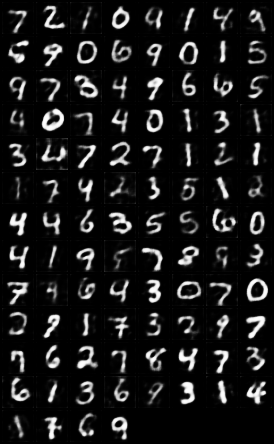 7 2 1 0 9 1 4 9
5 9 0 6 9 0 1 5
9 7 3 4 9 6 6 5
4 0 7 4 0 1 3 1
3 4 7 2 7 1 2 1
1 7 4 2 3 5 1 2
4 4 6 3 5 5 6 0
4 1 9 5 7 8 9 3
7 4 6 4 3 0 7 0
2 9 1 7 3 2 9 7
7 6 2 7 8 4 7 3
6 1 3 6 9 3 1 4
1 7 6 9